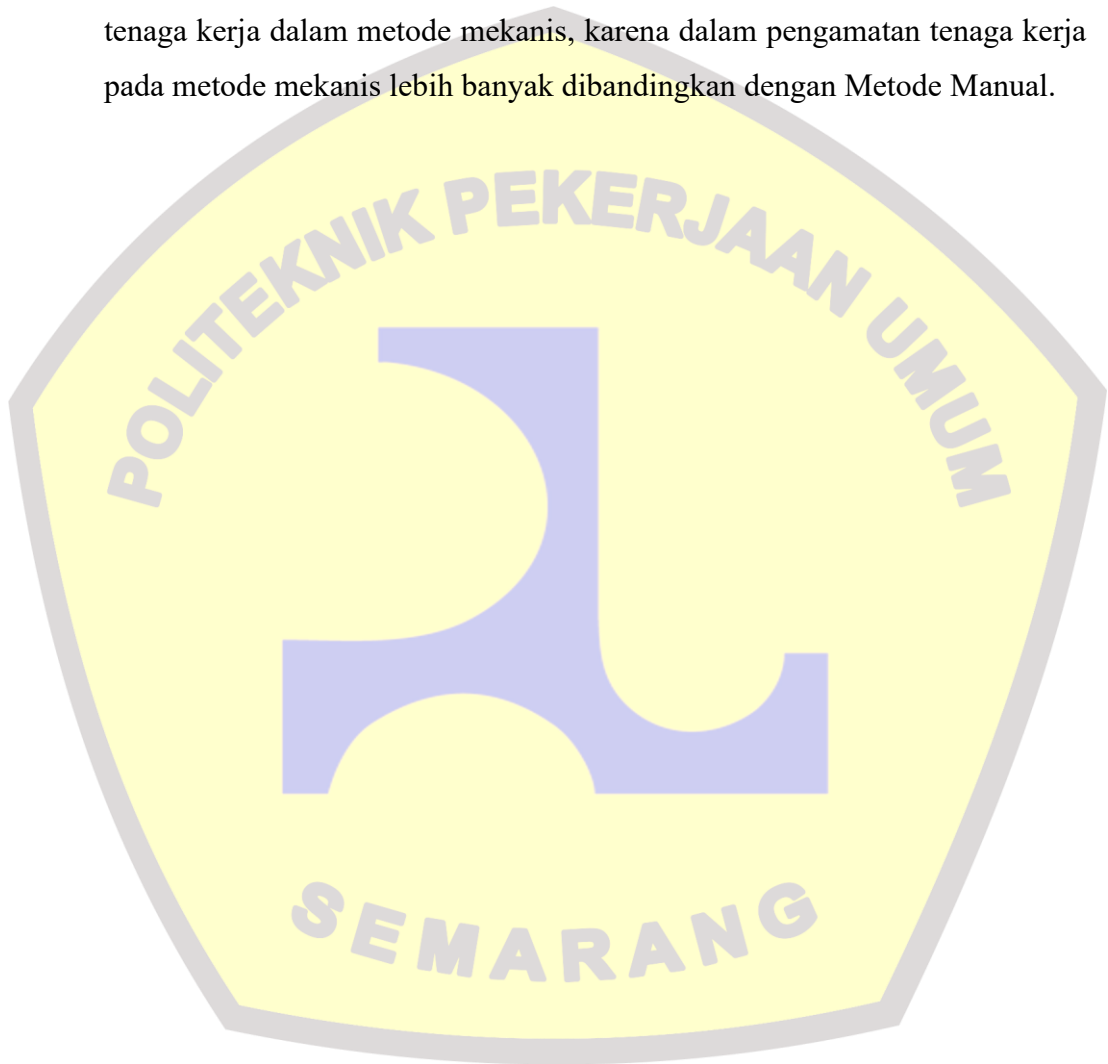 tenaga kerja dalam metode mekanis, karena dalam pengamatan tenaga kerja
pada metode mekanis lebih banyak dibandingkan dengan Metode Manual.
POLITEKNIK PEKERJAAN UMUM
SEMARANG